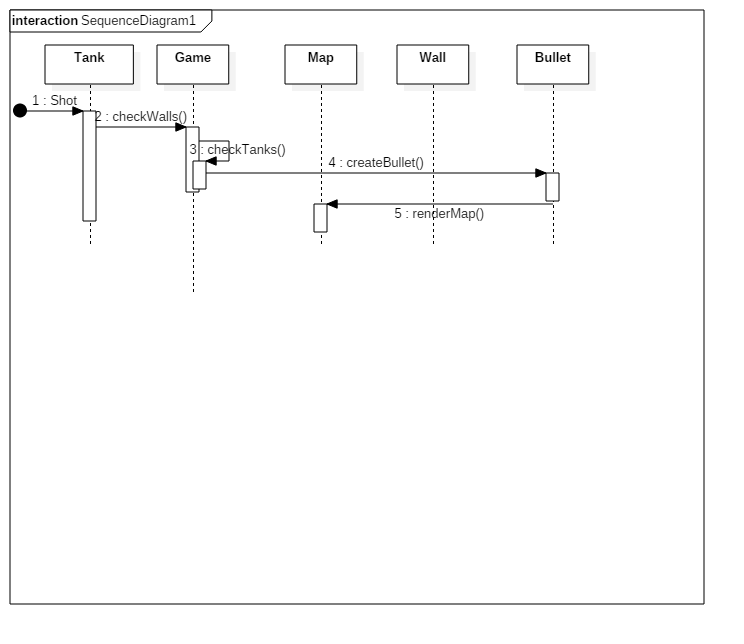 interaction SequenceDiagram1
Tank
Game
Map
Wall
Bullet
1 : Shot
2 : checkWalls()
3 : checkTanks()
4 : createBullet()
5 : renderMap()